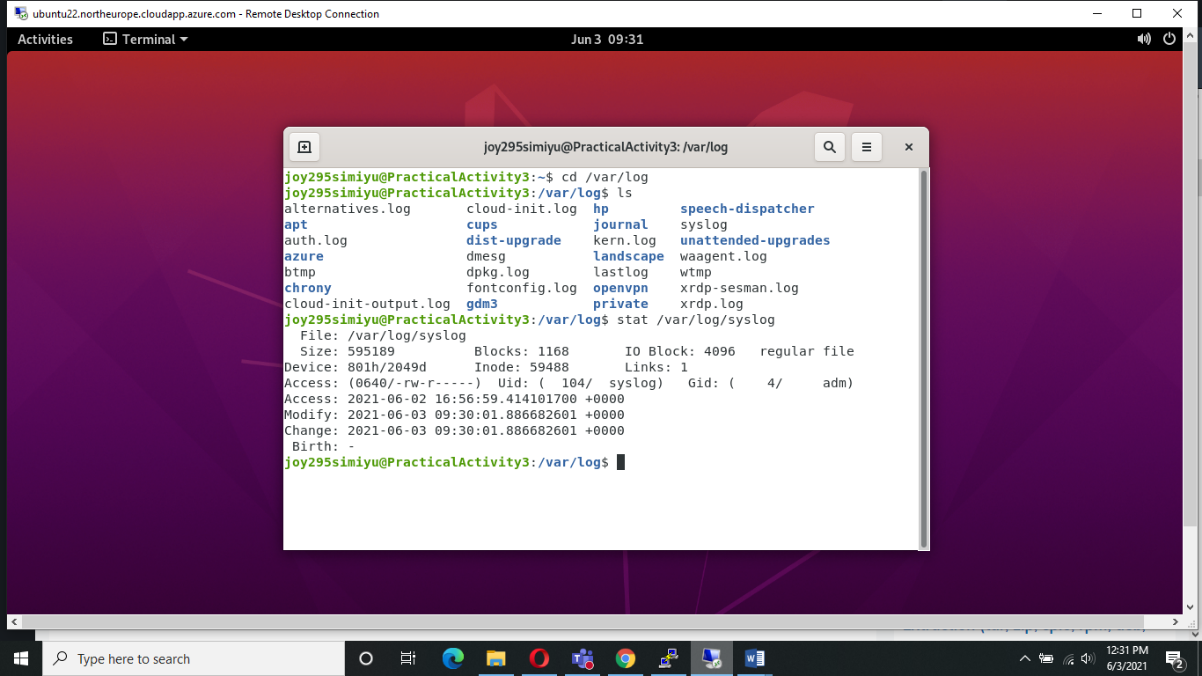 ubuntu22.northeurope.cloudapp.azure.com - Remote Desktop Connection
Activities Terminal Jun 3 09:31
joy295simiyu@PracticalActivity3: /var/log
joy295simiyu@PracticalActivity3:~$ cd /var/log
joy295simiyu@PracticalActivity3:/var/log$ ls
alternatives.log cloud-init.log hp speech-dispatcher
apt cups journal syslog
auth.log dist-upgrade kern.log unattended-upgrades
azure dmesg landscape waagent.log
btmp dpkg.log lastlog wtmp
chrony fontconfig.log openvpn xrdp-sesman.log
cloud-init-output.log gdm3 private xrdp.log
joy295simiyu@PracticalActivity3:/var/log$ stat /var/log/syslog
File: /var/log/syslog
Size: 595189 Blocks: 1168 IO Block: 4096 regular file
Device: 801h/2049d Inode: 59488 Links: 1
Access: (0640/-rw-r-----) Uid: ( 104/ syslog) Gid: ( 4/ adm)
Access: 2021-06-02 16:56:59.414101700 +0000
Modify: 2021-06-03 09:30:01.886682601 +0000
Change: 2021-06-03 09:30:01.886682601 +0000
Birth: -
joy295simiyu@PracticalActivity3:/var/log$
Type here to search
12:31 PM
6/3/2021
2